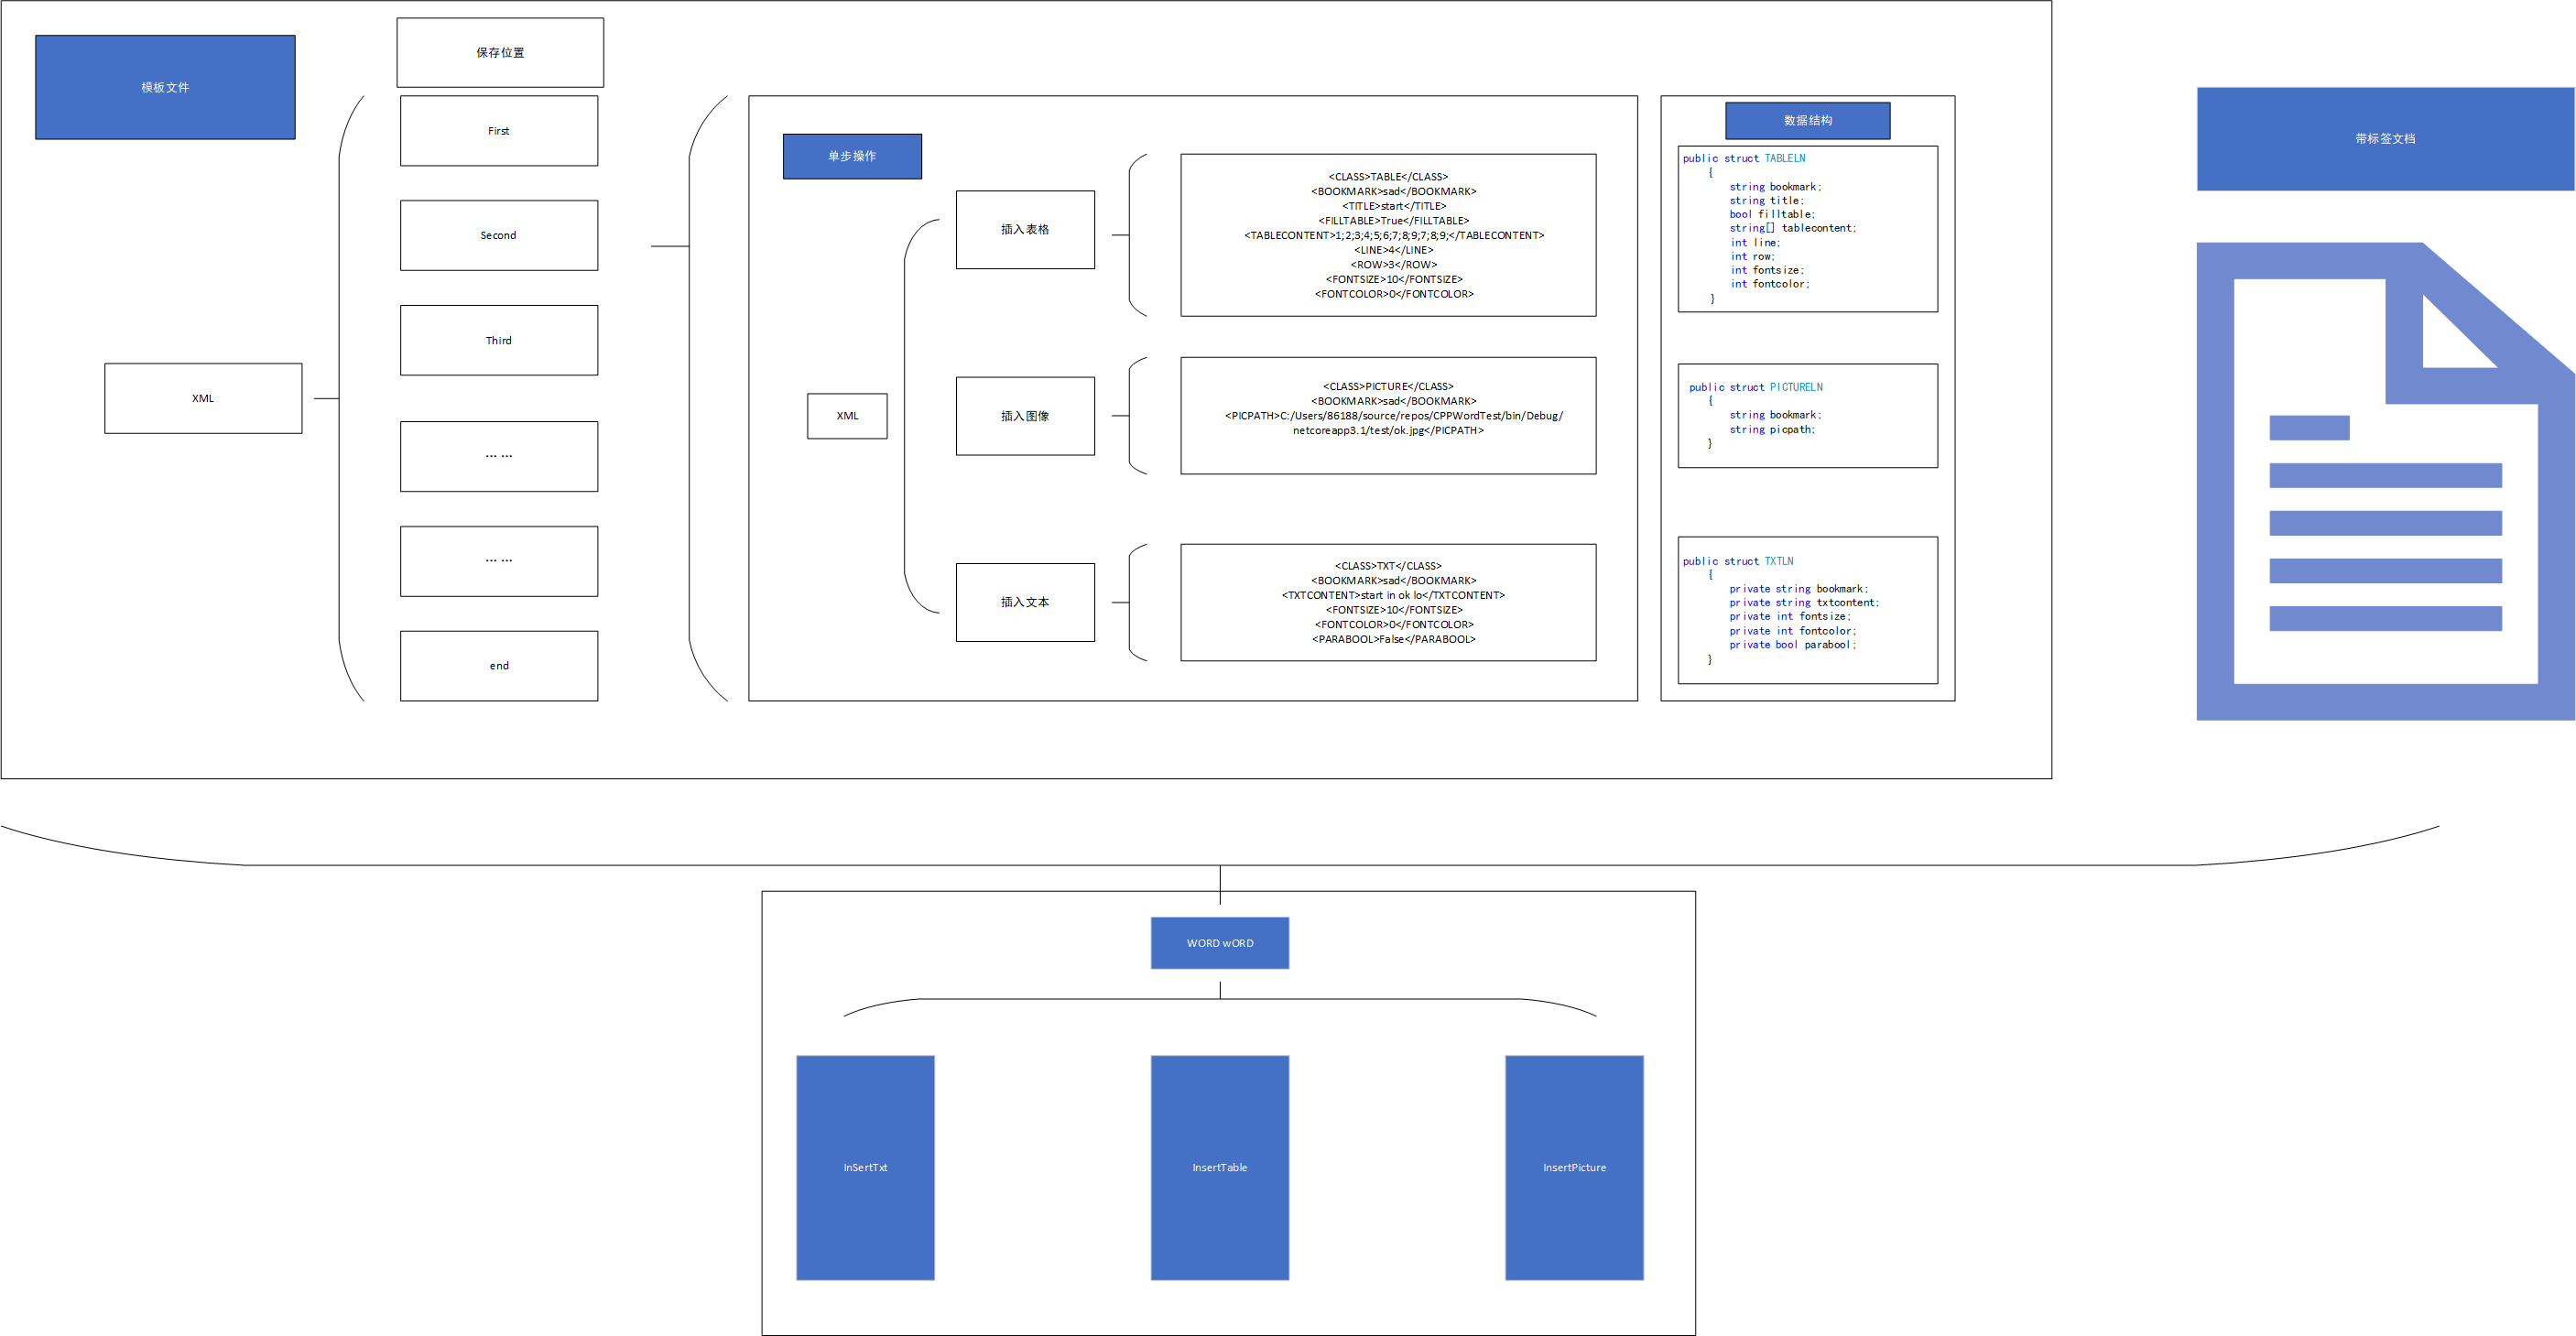 模板文件
保存位置
First
Second
Third
XML
... ...
... ...
end
单步操作
XML
插入表格
<CLASS>TABLE</CLASS>
<BOOKMARK>sad</BOOKMARK>
<TITLE>start</TITLE>
<FILLTABLE>True</FILLTABLE>
<TABLECONTENT>1;2;3;4;5;6;7;8;9;7;8;9;</TABLECONTENT>
<LINE>4</LINE>
<ROW>3</ROW>
<FONTSIZE>10</FONTSIZE>
<FONTCOLOR>0</FONTCOLOR>
插入图像
<CLASS>PICTURE</CLASS>
<BOOKMARK>sad</BOOKMARK>
<PICPATH>C:/Users/86188/source/repos/CPPWordTest/bin/Debug/
netcoreapp3.1/test/ok.jpg</PICPATH>
插入文本
<CLASS>TXT</CLASS>
<BOOKMARK>sad</BOOKMARK>
<TXTCONTENT>start in ok lo</TXTCONTENT>
<FONTSIZE>10</FONTSIZE>
<FONTCOLOR>0</FONTCOLOR>
<PARABOOL>False</PARABOOL>
数据结构
public struct TABLELN
{
string bookmark;
string title;
bool filltable;
string[] tablecontent;
int line;
int row;
int fontsize;
int fontcolor;
}
public struct PICTURELN
{
string bookmark;
string picpath;
}
public struct TXTLN
{
private string bookmark;
private string txtcontent;
private int fontsize;
private int fontcolor;
private bool parabool;
}
带标签文档
WORD wORD
InSertTxt
InsertTable
InsertPicture